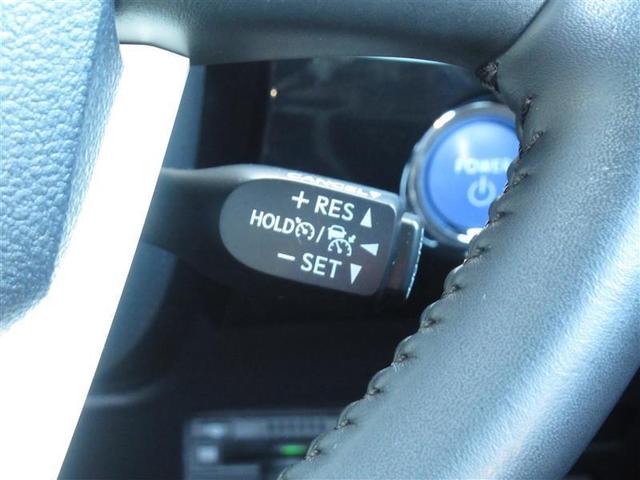 CANCEL
+ RES ▲
HOLD / ◀
− SET ▼
POWER